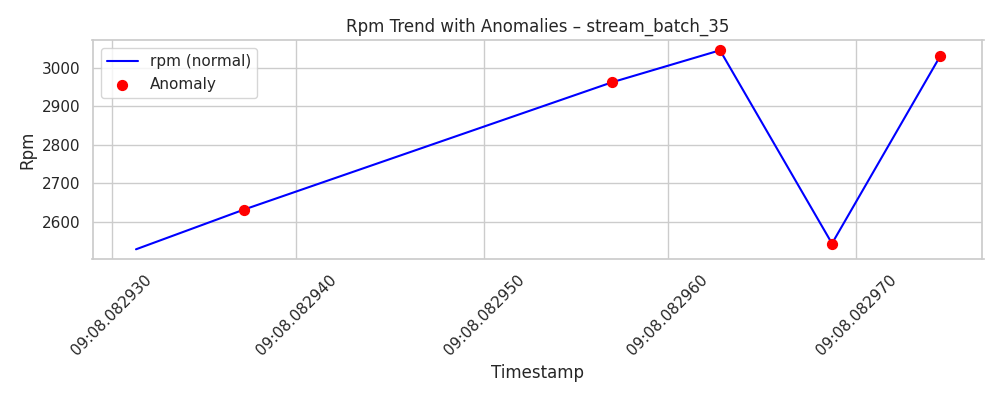 Rpm Trend with Anomalies – stream_batch_35
rpm (normal)
Anomaly
Rpm
3000
2900
2800
2700
2600
09:08.082930
09:08.082940
09:08.082950
09:08.082960
09:08.082970
Timestamp